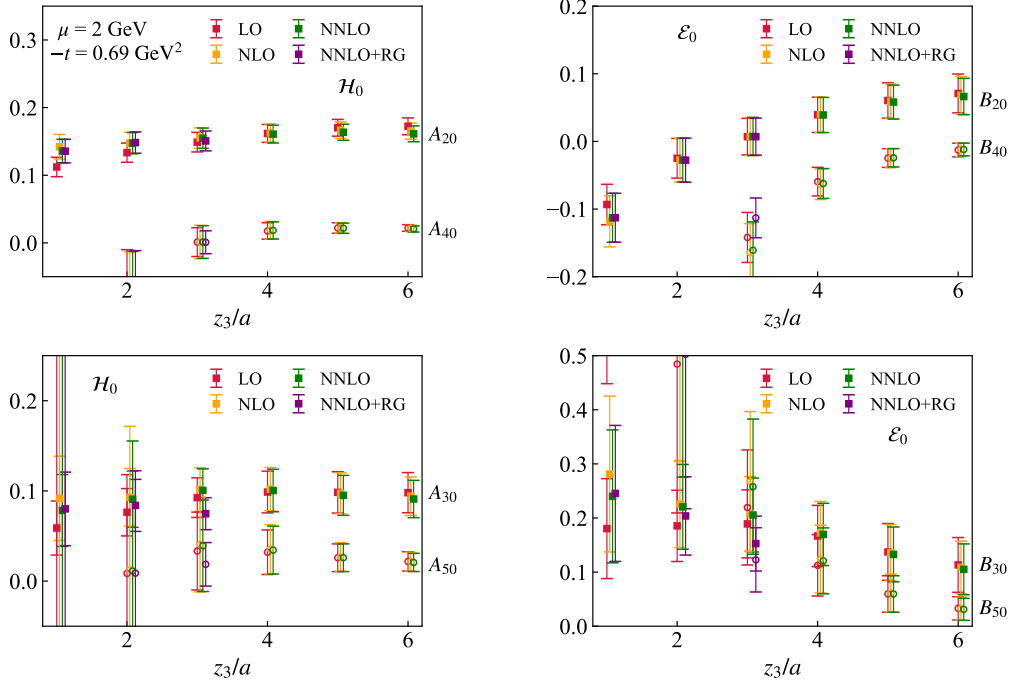 μ = 2 GeV
−t = 0.69 GeV²
LO
NNLO
NLO
NNLO+RG
ℋ₀
0.3
0.2
0.1
0.0
A₂₀
A₄₀
2
4
6
z₃/a
ℰ₀
LO
NNLO
NLO
NNLO+RG
0.1
0.0
−0.1
−0.2
B₂₀
B₄₀
2
4
6
z₃/a
ℋ₀
LO
NNLO
NLO
NNLO+RG
0.2
0.1
0.0
A₃₀
A₅₀
2
4
6
z₃/a
LO
NNLO
NLO
NNLO+RG
ℰ₀
0.5
0.4
0.3
0.2
0.1
0.0
B₃₀
B₅₀
2
4
6
z₃/a